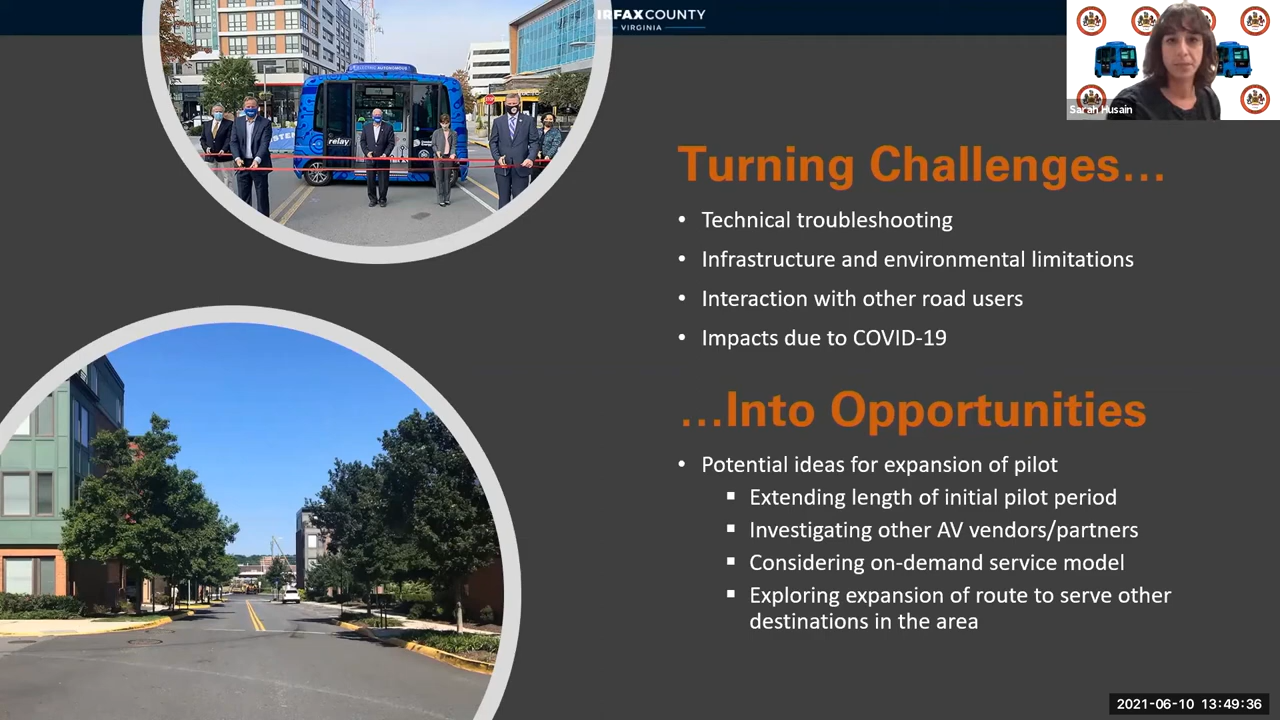 IRFAXCOUNTY
VIRGINIA
relay
Sarah Husain
Turning Challenges...
• Technical troubleshooting
• Infrastructure and environmental limitations
• Interaction with other road users
• Impacts due to COVID-19
...Into Opportunities
• Potential ideas for expansion of pilot
▪ Extending length of initial pilot period
▪ Investigating other AV vendors/partners
▪ Considering on-demand service model
▪ Exploring expansion of route to serve other
destinations in the area
2021-06-10 13:49:36